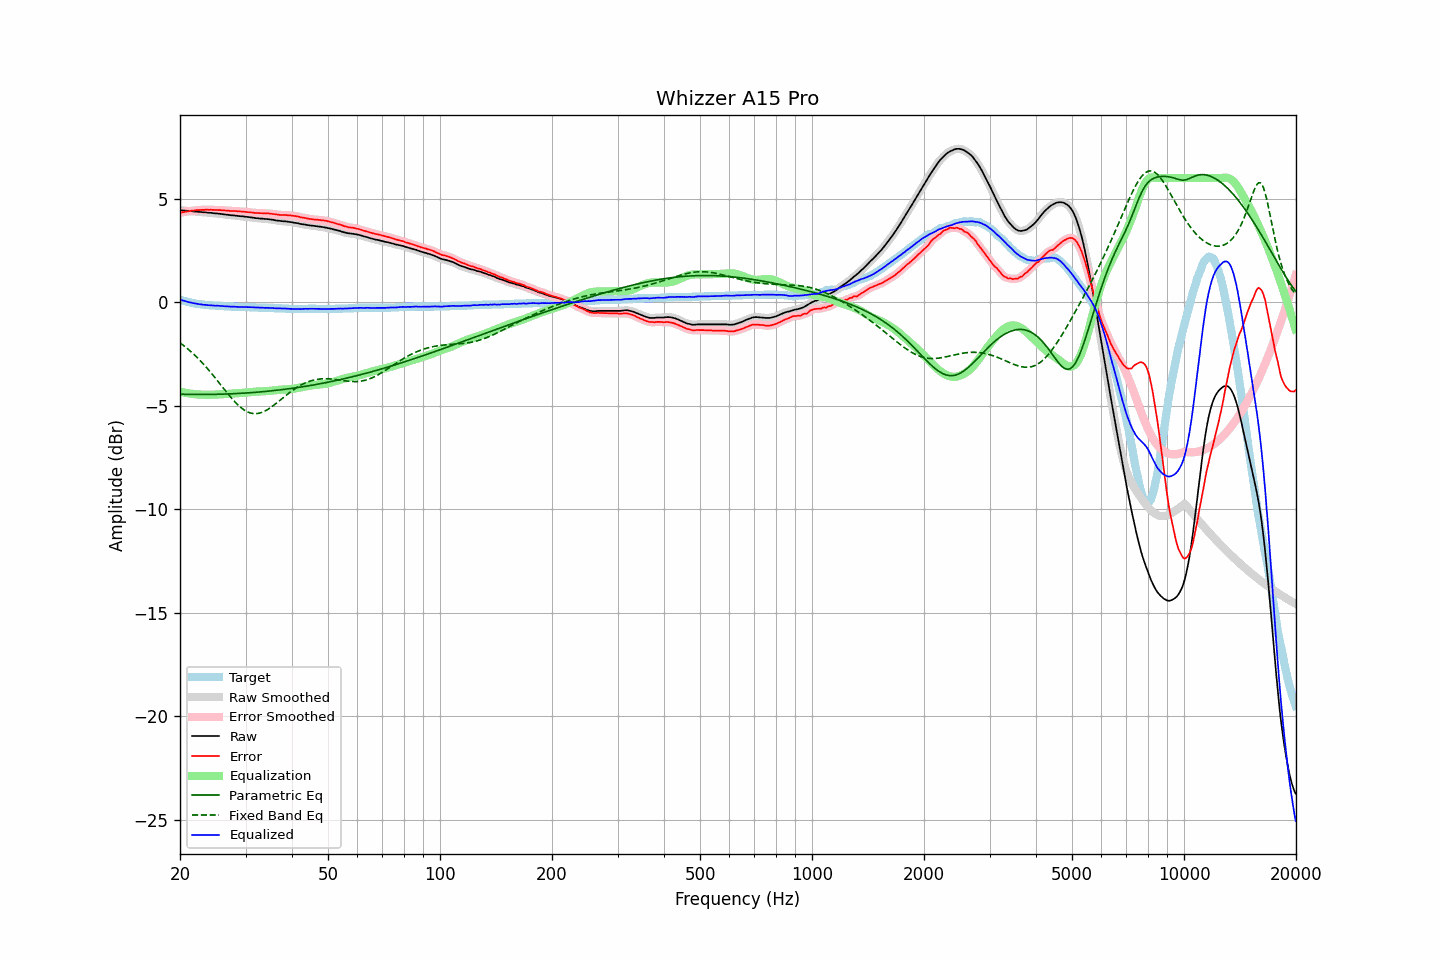 Whizzer A15 Pro
Amplitude (dBr)
5
0
−5
−10
−15
−20
−25
Target
Raw Smoothed
Error Smoothed
Raw
Error
Equalization
Parametric Eq
Fixed Band Eq
Equalized
20 50 100 200 500 1000 2000 5000 10000 20000
Frequency (Hz)